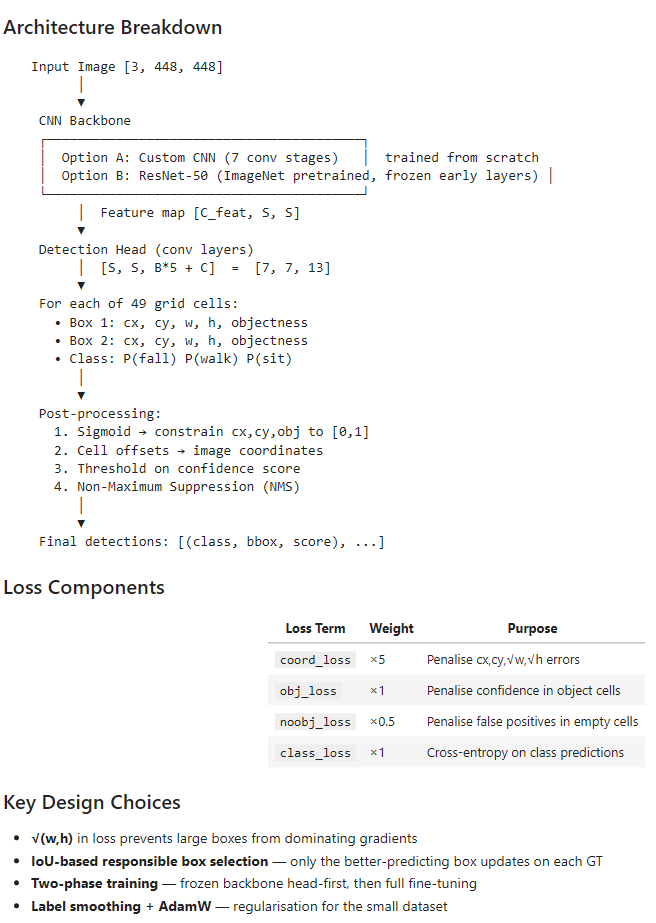 Architecture Breakdown
Input Image [3, 448, 448]
│
▼
CNN Backbone
┌─────────────────────────────────────────┐
│ Option A: Custom CNN (7 conv stages) │ trained from scratch
│ Option B: ResNet-50 (ImageNet pretrained, frozen early layers) │
└─────────────────────────────────────────┘
│ Feature map [C_feat, S, S]
▼
Detection Head (conv layers)
│ [S, S, B*5 + C] = [7, 7, 13]
▼
For each of 49 grid cells:
• Box 1: cx, cy, w, h, objectness
• Box 2: cx, cy, w, h, objectness
• Class: P(fall) P(walk) P(sit)
│
▼
Post-processing:
1. Sigmoid → constrain cx,cy,obj to [0,1]
2. Cell offsets → image coordinates
3. Threshold on confidence score
4. Non-Maximum Suppression (NMS)
│
▼
Final detections: [(class, bbox, score), ...]
Loss Components
Loss Term Weight Purpose
coord_loss ×5 Penalise cx,cy,√w,√h errors
obj_loss ×1 Penalise confidence in object cells
noobj_loss ×0.5 Penalise false positives in empty cells
class_loss ×1 Cross-entropy on class predictions
Key Design Choices
• √(w,h) in loss prevents large boxes from dominating gradients
• IoU-based responsible box selection — only the better-predicting box updates on each GT
• Two-phase training — frozen backbone head-first, then full fine-tuning
• Label smoothing + AdamW — regularisation for the small dataset